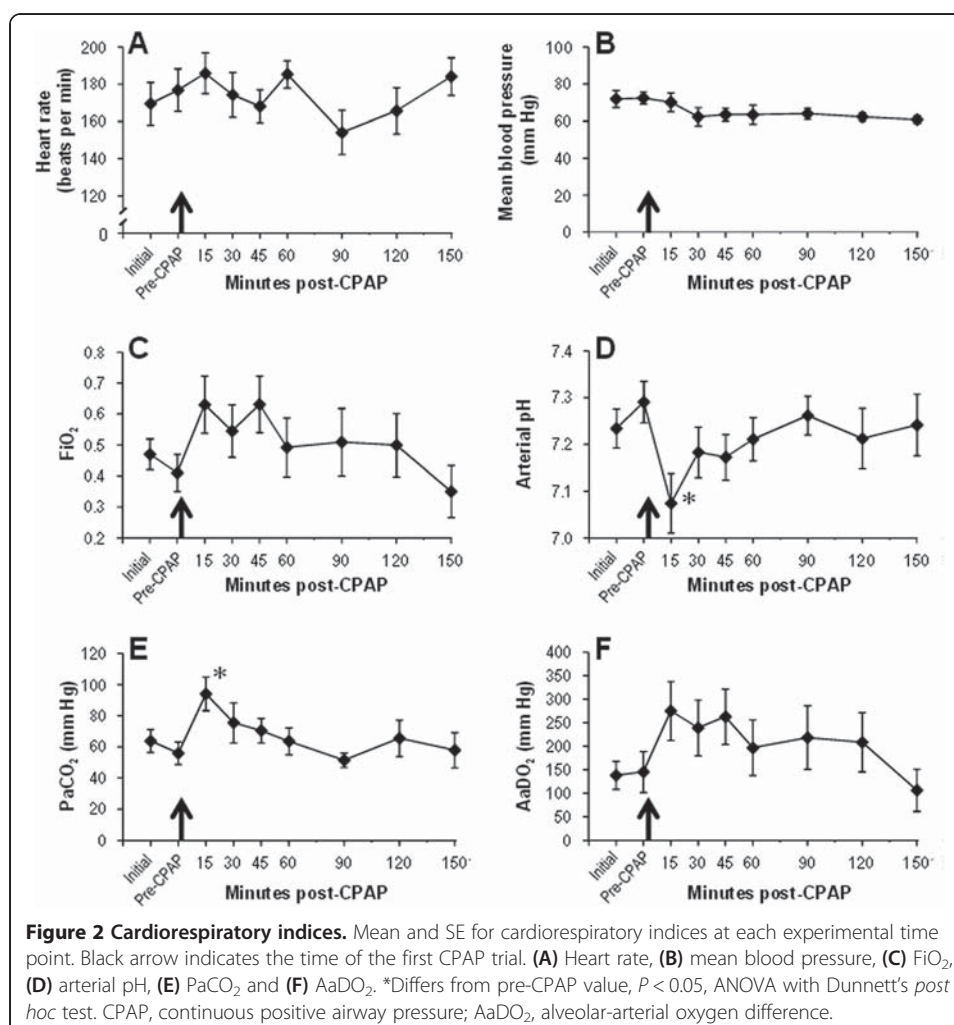 A
200
180
160
140
120
0
Heart rate
(beats per min)
Initial
Pre-CPAP
15 30 45 60 90 120 150
Minutes post-CPAP
B
100
80
60
40
20
0
Mean blood pressure
(mm Hg)
Initial
Pre-CPAP
15 30 45 60 90 120 150
Minutes post-CPAP
C
0.8
0.7
0.6
0.5
0.4
0.3
0.2
FiO₂
Initial
Pre-CPAP
15 30 45 60 90 120 150
Minutes post-CPAP
D
7.4
7.3
7.2
7.1
7.0
Arterial pH
*
Initial
Pre-CPAP
15 30 45 60 90 120 150
Minutes post-CPAP
E
120
100
80
60
40
20
0
PaCO₂ (mm Hg)
*
Initial
Pre-CPAP
15 30 45 60 90 120 150
Minutes post-CPAP
F
400
350
300
250
200
150
100
50
0
AaDO₂ (mm Hg)
Initial
Pre-CPAP
15 30 45 60 90 120 150
Minutes post-CPAP
Figure 2 Cardiorespiratory indices. Mean and SE for cardiorespiratory indices at each experimental time
point. Black arrow indicates the time of the first CPAP trial. (A) Heart rate, (B) mean blood pressure, (C) FiO₂,
(D) arterial pH, (E) PaCO₂ and (F) AaDO₂. *Differs from pre-CPAP value, P < 0.05, ANOVA with Dunnett's post
hoc test. CPAP, continuous positive airway pressure; AaDO₂, alveolar-arterial oxygen difference.